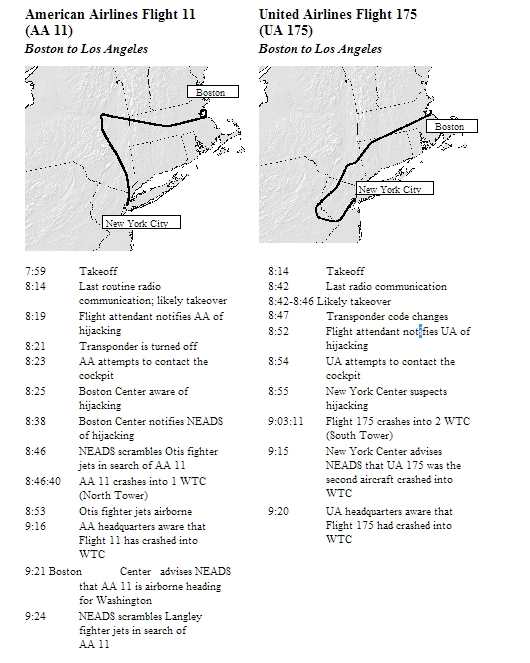 American Airlines Flight 11
(AA 11)
Boston to Los Angeles
Boston
New York City
7:59 Takeoff
8:14 Last routine radio
communication; likely takeover
8:19 Flight attendant notifies AA of
hijacking
8:21 Transponder is turned off
8:23 AA attempts to contact the
cockpit
8:25 Boston Center aware of
hijacking
8:38 Boston Center notifies NEADS
of hijacking
8:46 NEADS scrambles Otis fighter
jets in search of AA 11
8:46:40 AA 11 crashes into 1 WTC
(North Tower)
8:53 Otis fighter jets airborne
9:16 AA headquarters aware that
Flight 11 has crashed into
WTC
9:21 Boston Center advises NEADS
that AA 11 is airborne heading
for Washington
9:24 NEADS scrambles Langley
fighter jets in search of
AA 11
United Airlines Flight 175
(UA 175)
Boston to Los Angeles
Boston
New York City
8:14 Takeoff
8:42 Last radio communication
8:42-8:46 Likely takeover
8:47 Transponder code changes
8:52 Flight attendant notifies UA of
hijacking
8:54 UA attempts to contact the
cockpit
8:55 New York Center suspects
hijacking
9:03:11 Flight 175 crashes into 2 WTC
(South Tower)
9:15 New York Center advises
NEADS that UA 175 was the
second aircraft crashed into
WTC
9:20 UA headquarters aware that
Flight 175 had crashed into
WTC